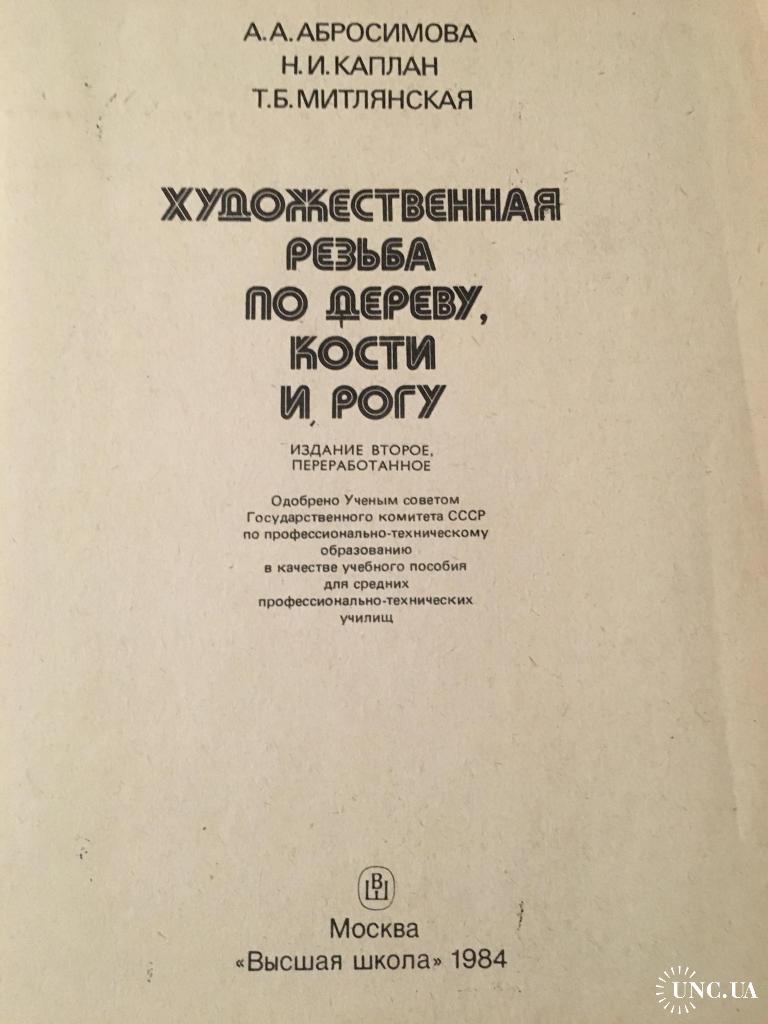 А.А.АБРОСИМОВА
Н.И.КАПЛАН
Т.Б.МИТЛЯНСКАЯ
ХУДОЖЕСТВЕННАЯ
РЕЗЬБА
ПО ДЕРЕВУ,
КОСТИ
И РОГУ
ИЗДАНИЕ ВТОРОЕ,
ПЕРЕРАБОТАННОЕ
Одобрено Ученым советом
Государственного комитета СССР
по профессионально-техническому
образованию
в качестве учебного пособия
для средних
профессионально-технических
училищ
ВШ
Москва
«Высшая школа» 1984
UNC.UA